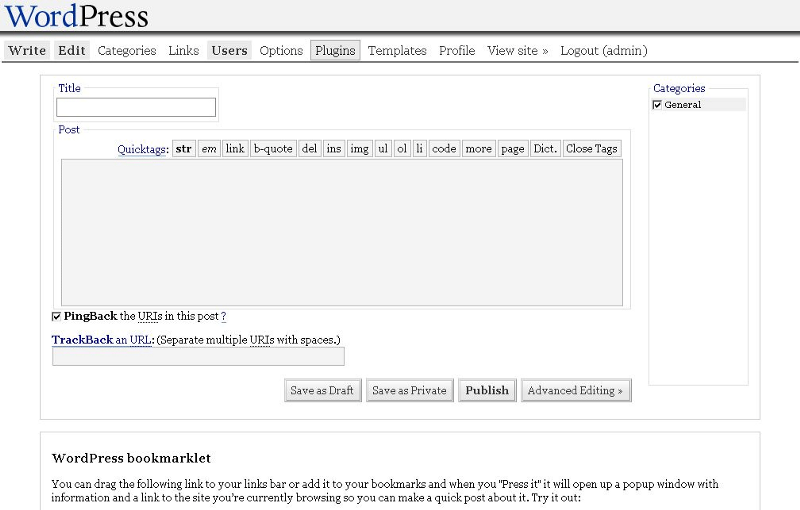 WordPress
Write Edit Categories Links Users Options Plugins Templates Profile View site » Logout (admin)
Title
Categories
General
Post
Quicktags: str em link b-quote del ins img ul ol li code more page Dict. Close Tags
PingBack the URIs in this post ?
TrackBack an URL: (Separate multiple URIs with spaces.)
Save as Draft Save as Private Publish Advanced Editing »
WordPress bookmarklet
You can drag the following link to your links bar or add it to your bookmarks and when you "Press it" it will open up a popup window with
information and a link to the site you're currently browsing so you can make a quick post about it. Try it out: